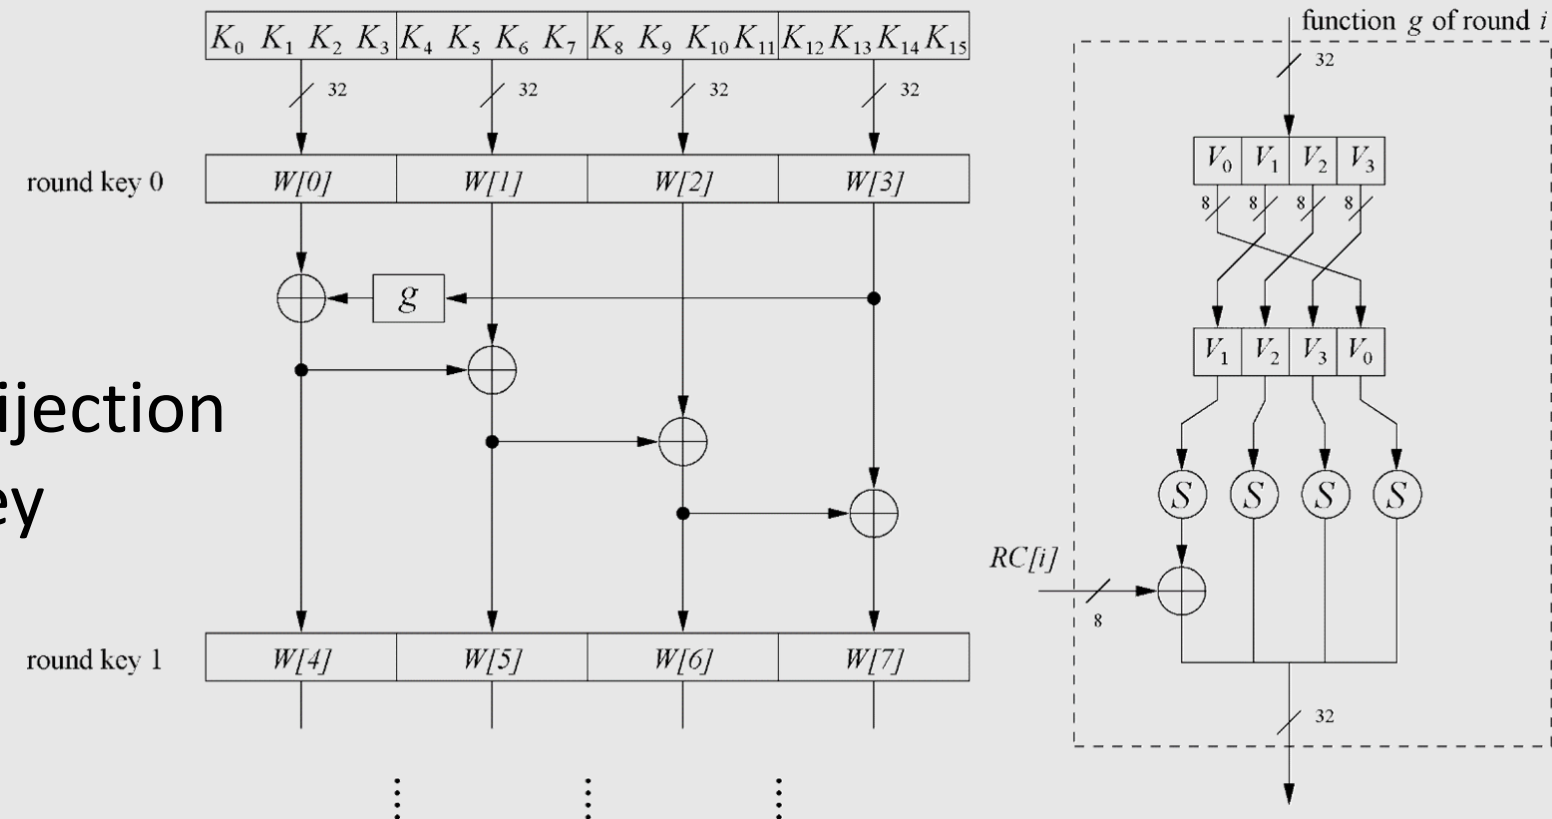 function g of round i
K₀ K₁ K₂ K₃ K₄ K₅ K₆ K₇ K₈ K₉ K₁₀ K₁₁ K₁₂ K₁₃ K₁₄ K₁₅
32 32 32 32 32
round key 0 W[0] W[1] W[2] W[3]
V₀ V₁ V₂ V₃
8 8 8 8
g
V₁ V₂ V₃ V₀
ijection
ey
S S S S
RC[i]
8
round key 1 W[4] W[5] W[6] W[7]
32